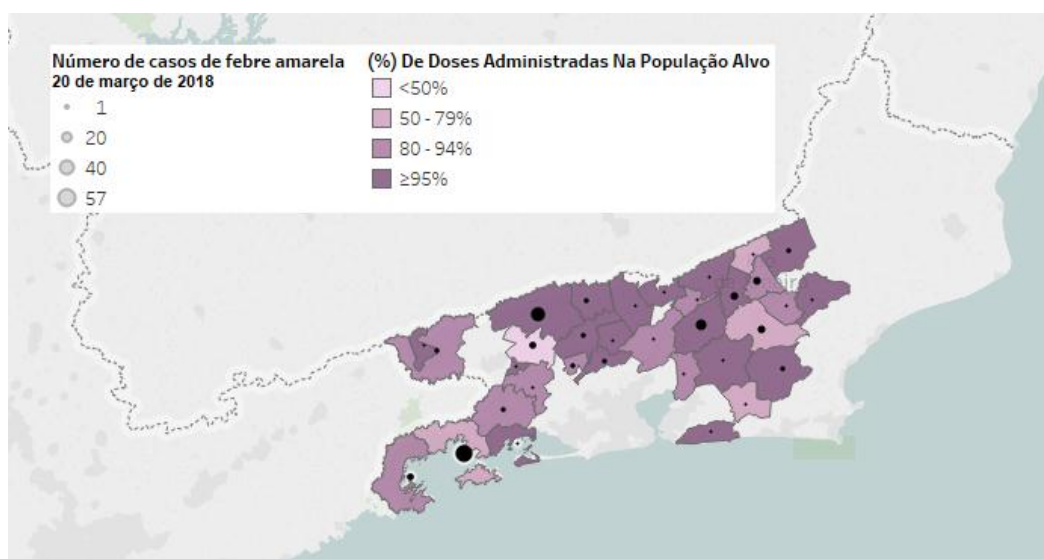 Número de casos de febre amarela
20 de março de 2018
1
20
40
57
(%) De Doses Administradas Na População Alvo
<50%
50 - 79%
80 - 94%
≥95%